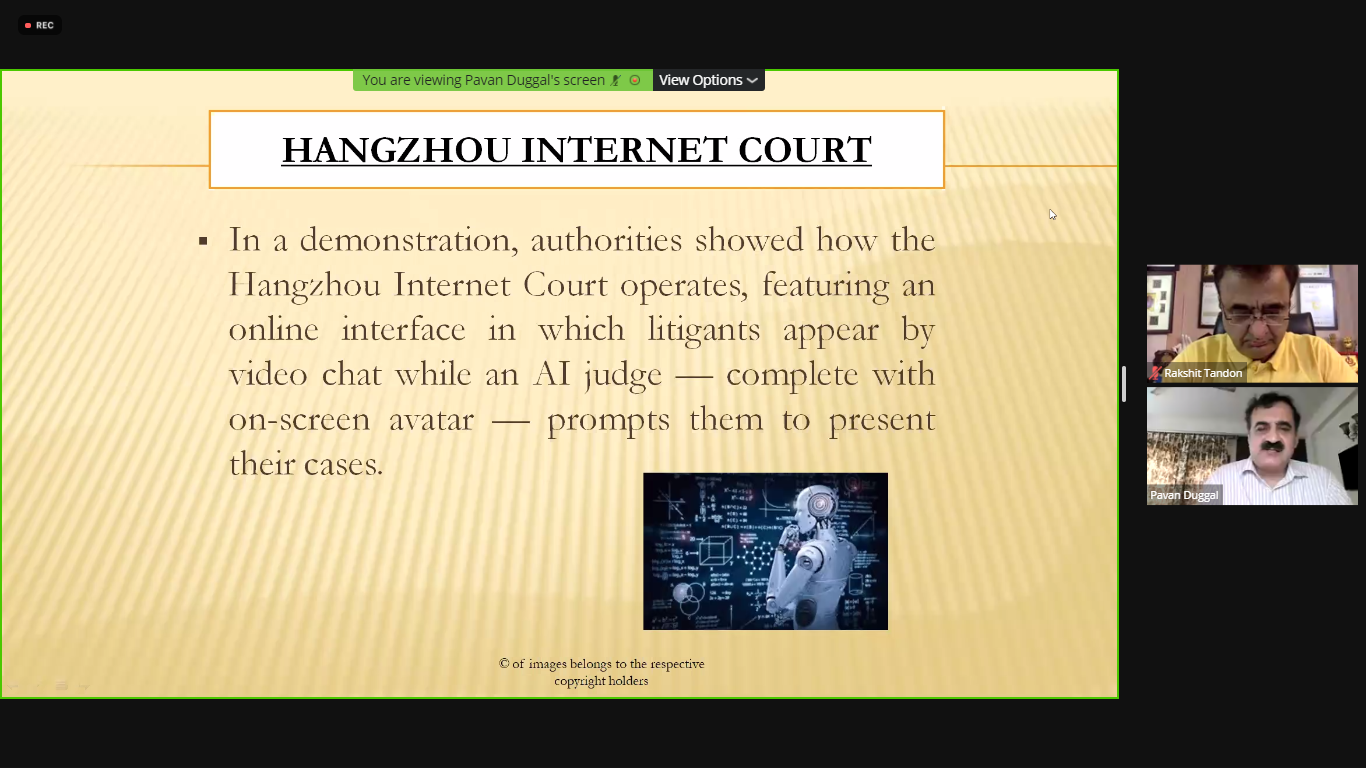 REC
You are viewing Pavan Duggal's screen
View Options
HANGZHOU INTERNET COURT
▪ In a demonstration, authorities showed how the
Hangzhou Internet Court operates, featuring an
online interface in which litigants appear by
video chat while an AI judge — complete with
on-screen avatar — prompts them to present
their cases.
© of images belongs to the respective
copyright holders
Rakshit Tandon
Pavan Duggal